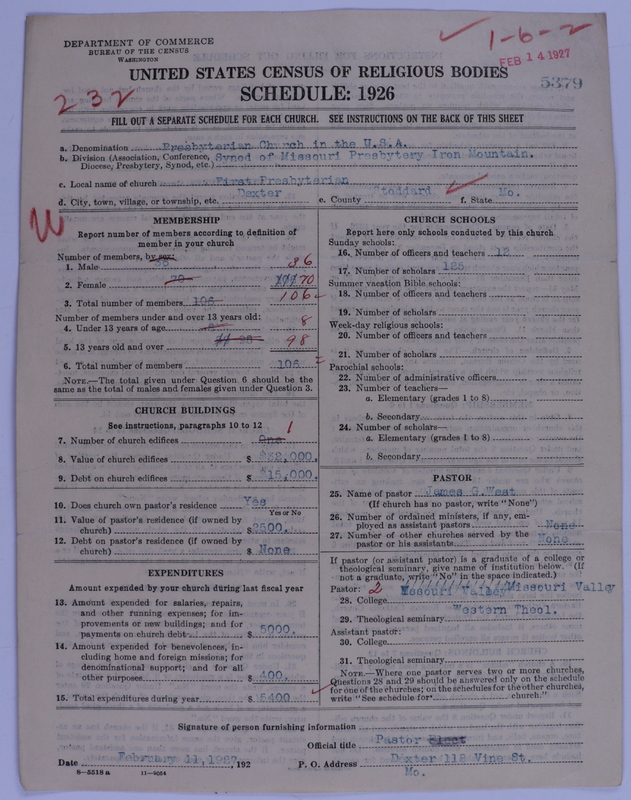 DEPARTMENT OF COMMERCE
BUREAU OF THE CENSUS
WASHINGTON
1-6-2
FEB 14 1927
5379
UNITED STATES CENSUS OF RELIGIOUS BODIES
SCHEDULE: 1926
232
FILL OUT A SEPARATE SCHEDULE FOR EACH CHURCH. SEE INSTRUCTIONS ON THE BACK OF THIS SHEET
a. Denomination Presbyterian Church in the U.S.A.
b. Division (Association, Conference, Diocese, Presbytery, Synod, etc.) Synod of Missouri Presbytery Iron Mountain.
c. Local name of church First Presbyterian
d. City, town, village, or township, etc. Dexter e. County Stoddard f. State Mo.
MEMBERSHIP
Report number of members according to definition of
member in your church
Number of members, by sex:
1. Male 36 36
2. Female 70 70
3. Total number of members 106 106
Number of members under and over 13 years old:
4. Under 13 years of age 8 8
5. 13 years old and over 98
6. Total number of members 106
NOTE.—The total given under Question 6 should be
same as the total of males and females given under Question 3.
CHURCH BUILDINGS
See instructions, paragraphs 10 to 12
7. Number of church edifices One 1
8. Value of church edifices $ $22,000.
9. Debt on church edifices $ $15,000.
10. Does church own pastor's residence Yes
Yes or No
11. Value of pastor's residence (if owned by
church) $ 2500.
12. Debt on pastor's residence (if owned by
church) $ None
EXPENDITURES
Amount expended by your church during last fiscal year
13. Amount expended for salaries, repairs,
and other running expenses; for im-
provements or new buildings; and for
payments on church debt $ 5000.
14. Amount expended for benevolences, in-
cluding home and foreign missions; for
denominational support; and for all
other purposes $ 400.
15. Total expenditures during year $ 5400
CHURCH SCHOOLS
Report here only schools conducted by this church
Sunday schools:
16. Number of officers and teachers 12
17. Number of scholars 125
Summer vacation Bible schools:
18. Number of officers and teachers
19. Number of scholars
Week-day religious schools:
20. Number of officers and teachers
21. Number of scholars
Parochial schools:
22. Number of administrative officers
23. Number of teachers—
a. Elementary (grades 1 to 8)
b. Secondary
24. Number of scholars—
a. Elementary (grades 1 to 8)
b. Secondary
PASTOR
25. Name of pastor James G. West
(If church has no pastor, write "None")
26. Number of ordained ministers, if any, em-
ployed as assistant pastors None
27. Number of other churches served by the
pastor or his assistants None
If pastor (or assistant pastor) is a graduate of a college or
theological seminary, give name of institution below. (If
not a graduate, write "No" in the space indicated.)
Pastor: 2
28. College Missouri Valley
29. Theological seminary Western Theol.
Assistant pastor:
30. College
31. Theological seminary
NOTE.—Where one pastor serves two or more churches,
Questions 28 and 29 should be answered only on the schedule
for one of the churches; on the schedules for the other churches,
write "See schedule for church."
Signature of person furnishing information
Official title Pastor
Date February 11, 1927, 192 P. O. Address Dexter 112 Vine St.
Mo.
8-5518 a 11-9054